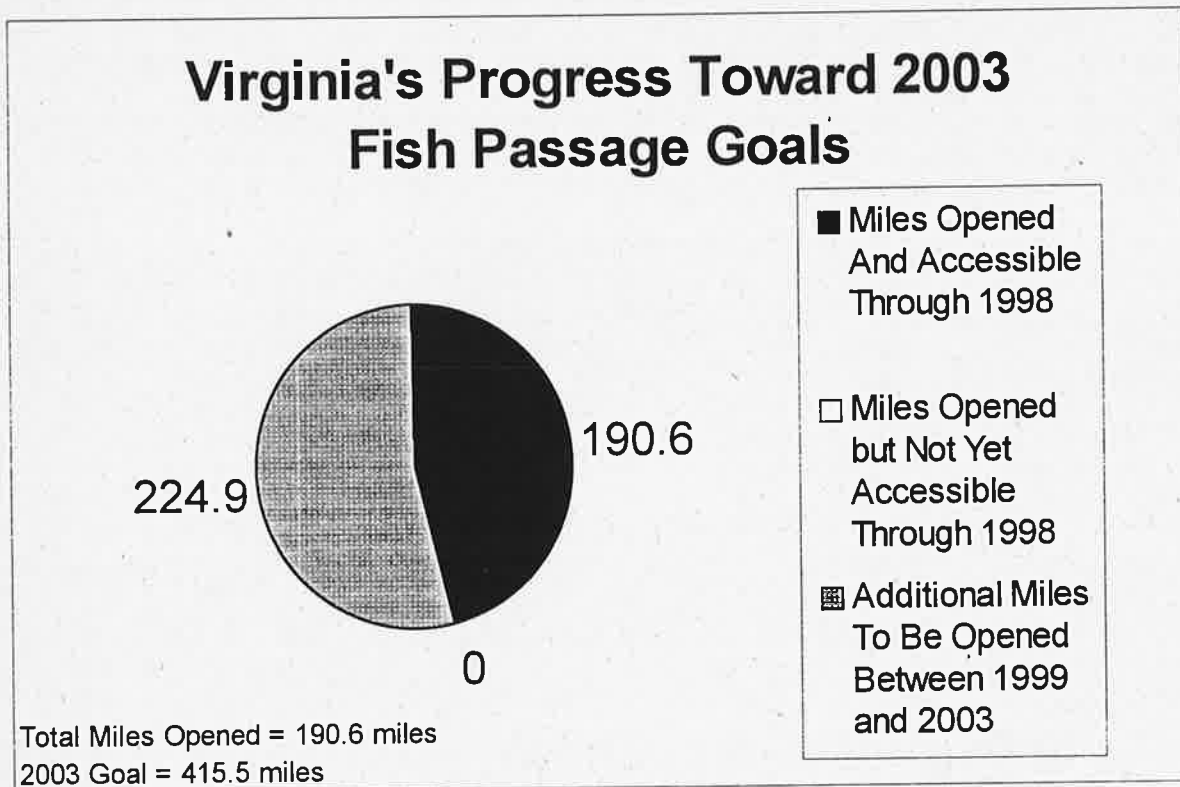 Virginia's Progress Toward 2003
Fish Passage Goals
Miles Opened
And Accessible
Through 1998
Miles Opened
but Not Yet
Accessible
Through 1998
Additional Miles
To Be Opened
Between 1999
and 2003
190.6
224.9
0
Total Miles Opened = 190.6 miles
2003 Goal = 415.5 miles